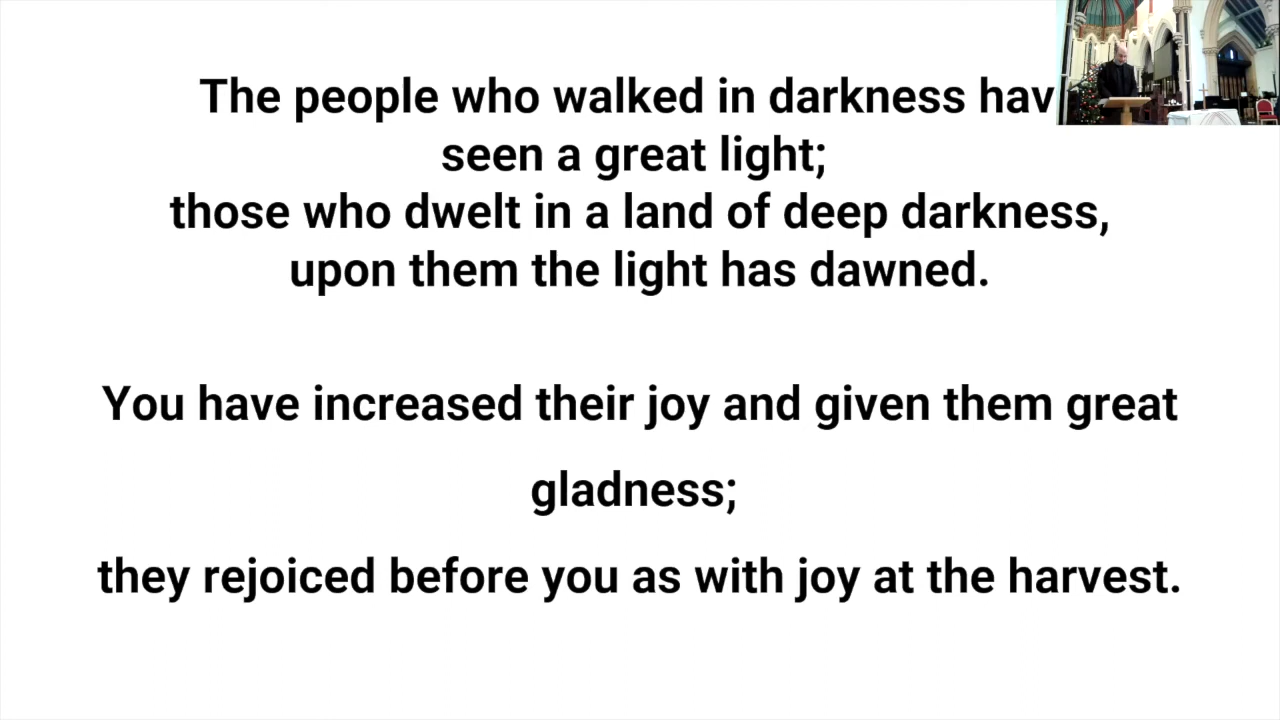 The people who walked in darkness hav
seen a great light;
those who dwelt in a land of deep darkness,
upon them the light has dawned.
You have increased their joy and given them great
gladness;
they rejoiced before you as with joy at the harvest.